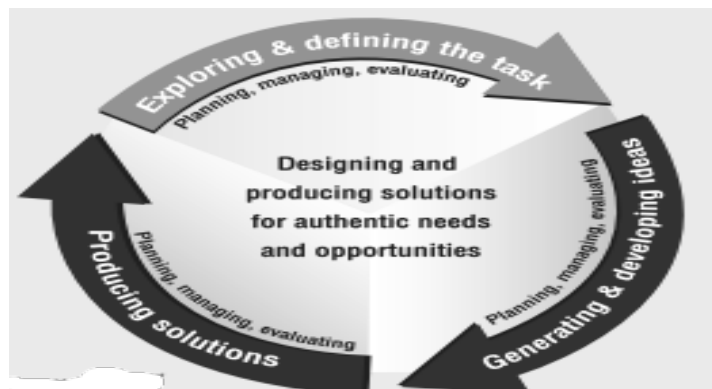 Exploring & defining the task
Planning, managing, evaluating
Designing and
producing solutions
for authentic needs
and opportunities
Generating & developing ideas
Planning, managing, evaluating
Producing solutions
Planning, managing, evaluating